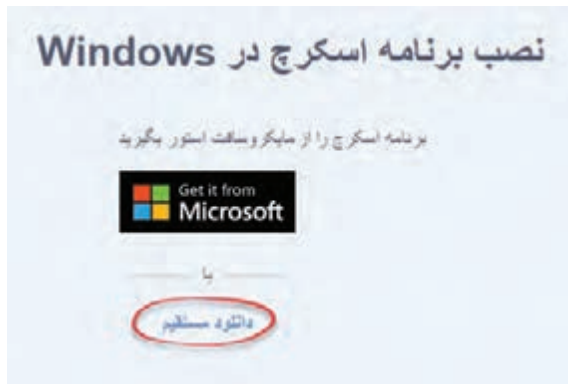 نصب برنامه اسکرچ در Windows
برنامه اسکرچ را از مایکروسافت استور بگیرید
Get it from
Microsoft
یا
دانلود مستقیم